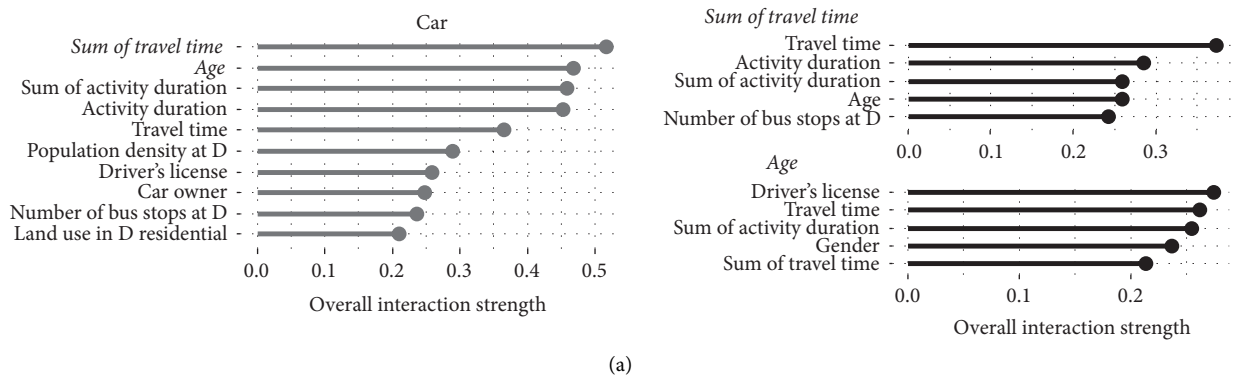 Car
Sum of travel time
Age
Sum of activity duration
Activity duration
Travel time
Population density at D
Driver's license
Car owner
Number of bus stops at D
Land use in D residential
0.0 0.1 0.2 0.3 0.4 0.5
Overall interaction strength
Sum of travel time
Travel time
Activity duration
Sum of activity duration
Age
Number of bus stops at D
0.0 0.1 0.2 0.3
Age
Driver's license
Travel time
Sum of activity duration
Gender
Sum of travel time
0.0 0.1 0.2
Overall interaction strength
(a)